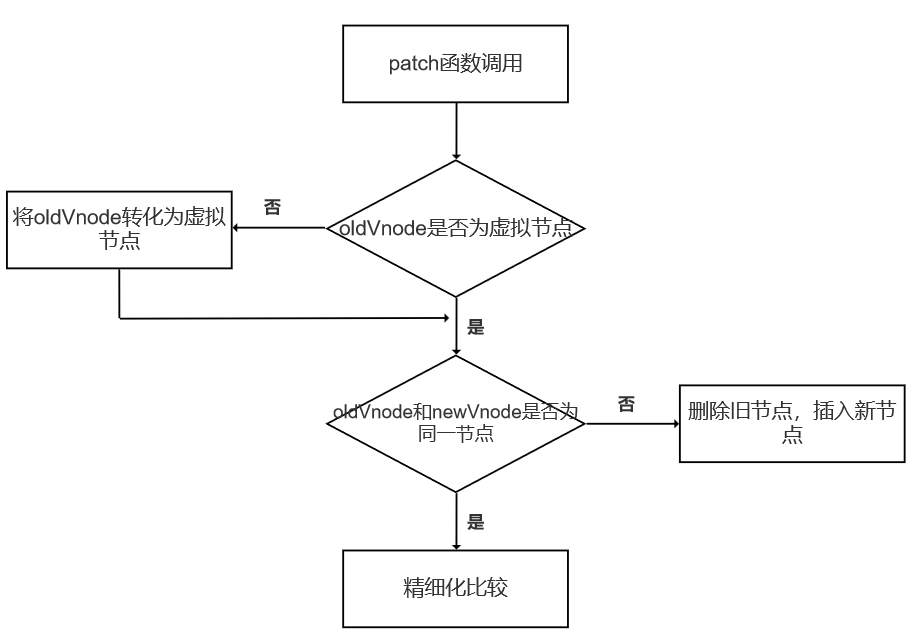 patch函数调用
oldVnode是否为虚拟节点
否
将oldVnode转化为虚拟
节点
是
oldVnode和newVnode是否为
同一节点
否
删除旧节点，插入新节
点
是
精细化比较